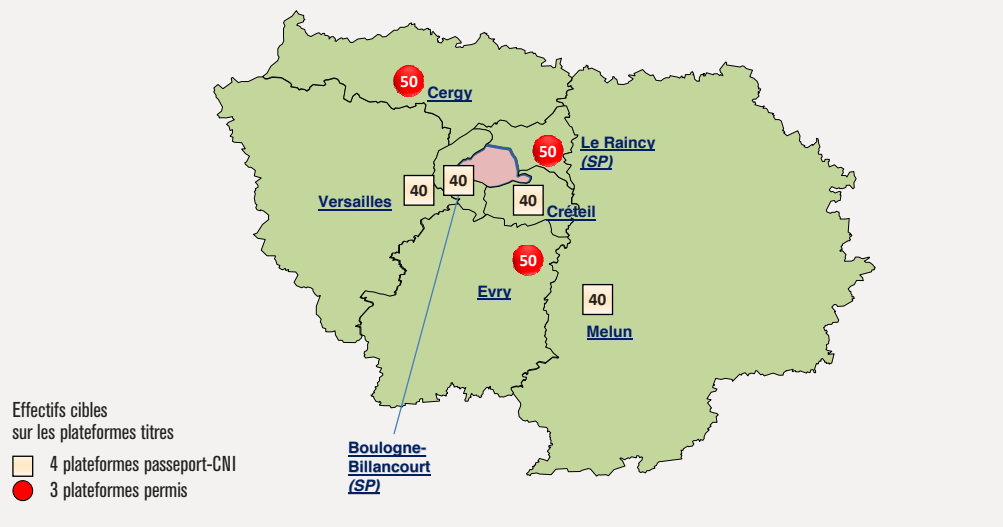 50
Cergy
50
Le Raincy
(SP)
40
40
Versailles
40
Créteil
50
Evry
40
Melun
Effectifs cibles
sur les plateformes titres
4 plateformes passeport-CNI
3 plateformes permis
Boulogne-
Billancourt
(SP)